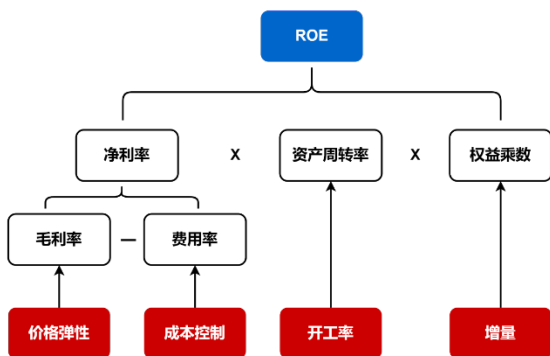 ROE
净利率 X 资产周转率 X 权益乘数
毛利率 — 费用率
价格弹性 成本控制 开工率 增量